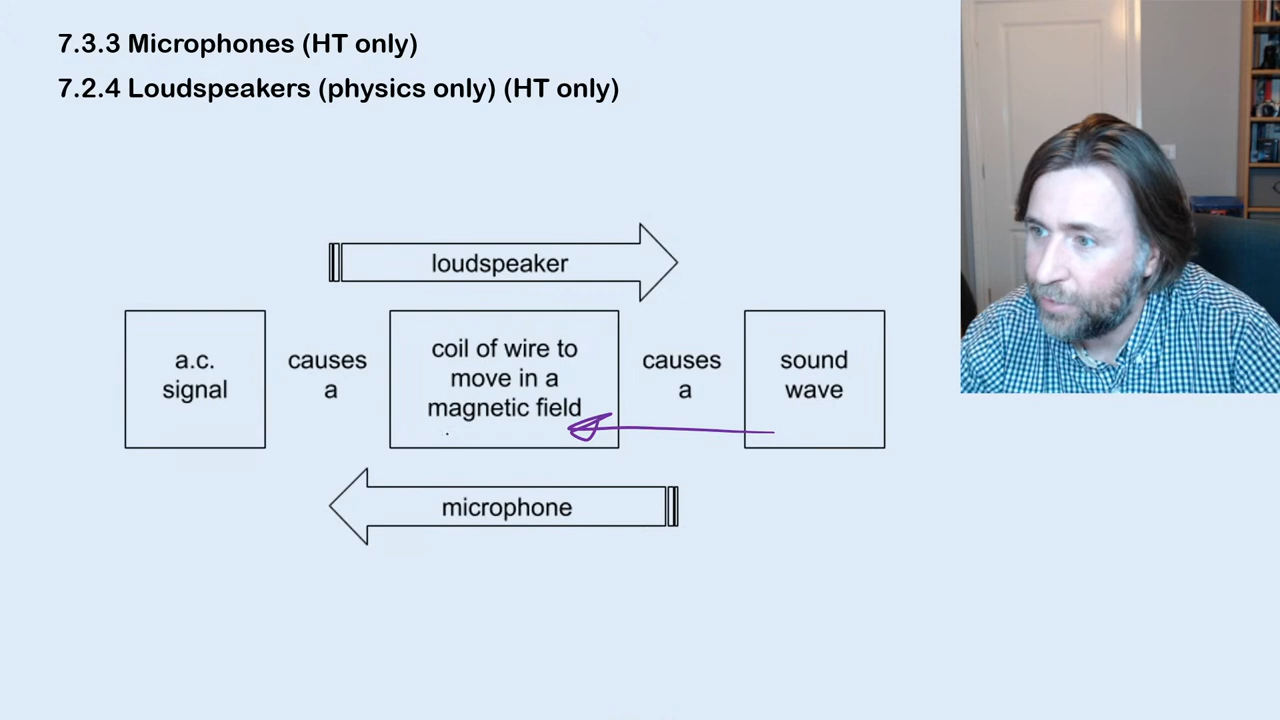 7.3.3 Microphones (HT only)
7.2.4 Loudspeakers (physics only) (HT only)
loudspeaker
a.c.
signal
causes
a
coil of wire to
move in a
magnetic field
causes
a
sound
wave
microphone